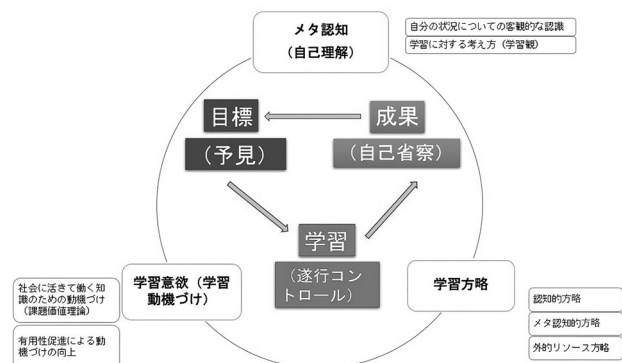 メタ認知
(自己理解)
自分の状況についての客観的な認識
学習に対する考え方(学習観)
目標
(予見)
成果
(自己省察)
学習
(遂行コント
ロール)
学習意欲(学習
動機づけ)
社会に活きて働く知
識のための動機づけ
(課題価値理論)
有用性促進による動
機づけの向上
学習方略
認知的方略
メタ認知的方略
外的リソース方略